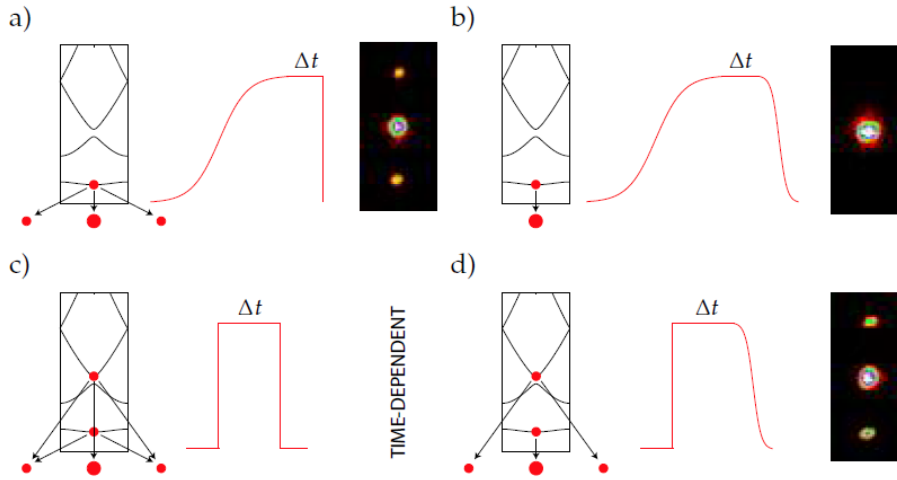 a)
Δt
b)
Δt
c)
Δt
TIME-DEPENDENT
d)
Δt